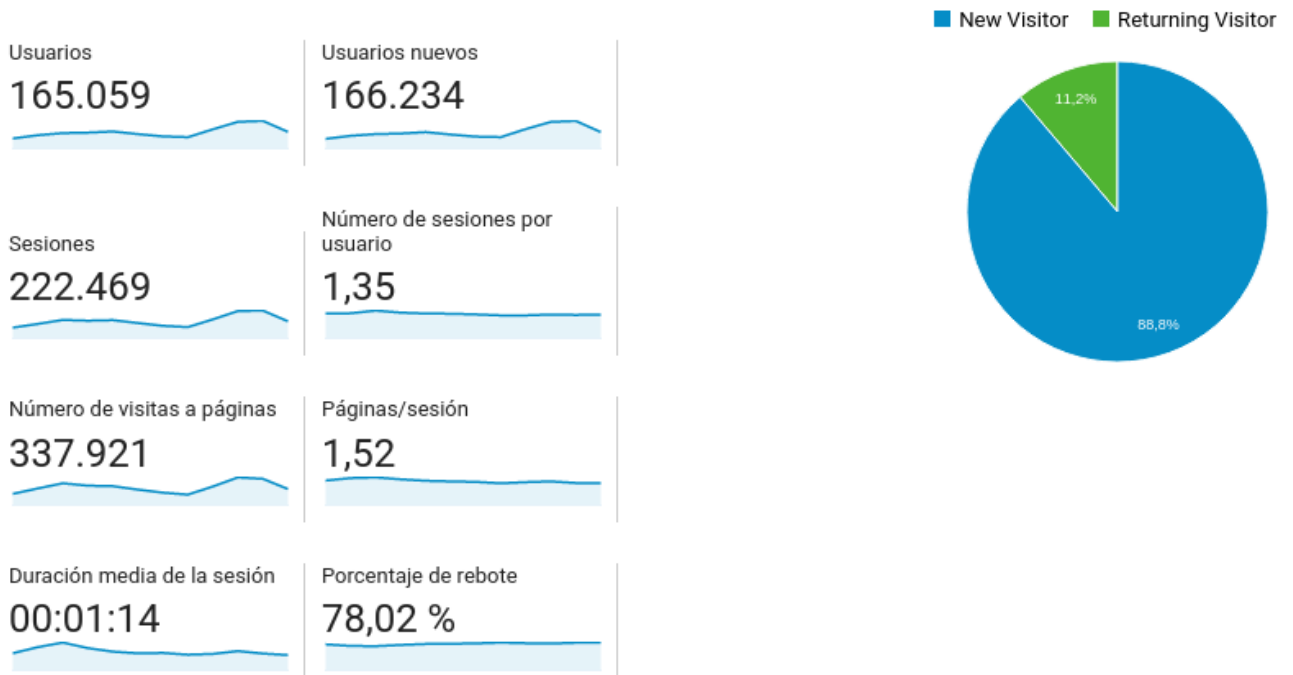 New Visitor
Returning Visitor
Usuarios
165.059
Usuarios nuevos
166.234
Sesiones
222.469
Número de sesiones por
usuario
1,35
Número de visitas a páginas
337.921
Páginas/sesión
1,52
Duración media de la sesión
00:01:14
Porcentaje de rebote
78,02 %
11,2%
88,8%